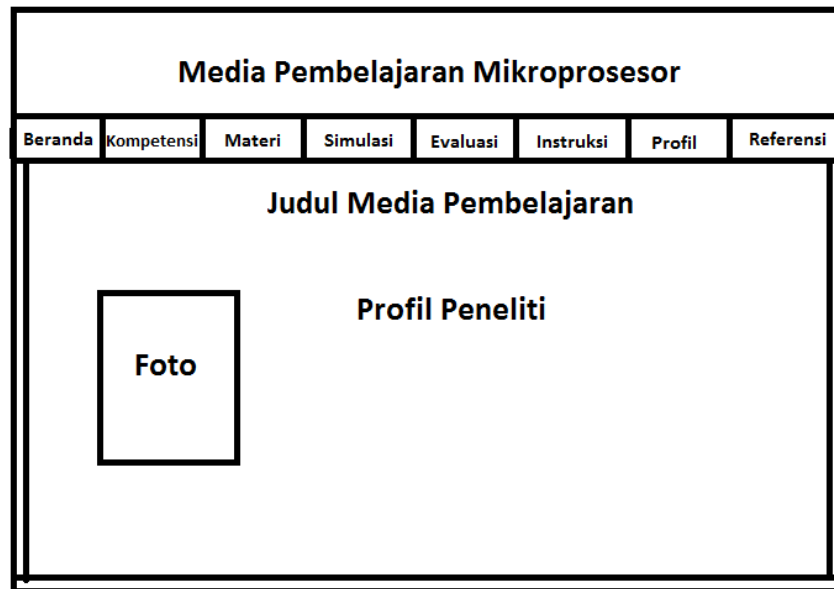 Media Pembelajaran Mikroprosesor
Beranda Kompetensi Materi Simulasi Evaluasi Instruksi Profil Referensi
Judul Media Pembelajaran
Profil Peneliti
Foto